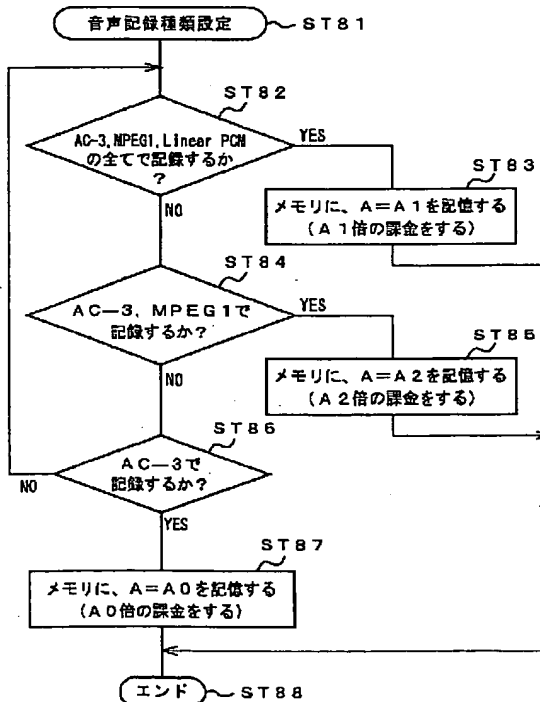 音声記録種類設定
ST81
ST82
AC-3,MPEG1,Linear PCM
の全てで記録するか
?
YES
NO
ST83
メモリに、A=A1を記憶する
(A1倍の課金をする)
ST84
AC-3, MPEG1で
記録するか?
YES
NO
ST85
メモリに、A=A2を記憶する
(A2倍の課金をする)
ST86
AC-3で
記録するか?
NO
YES
ST87
メモリに、A=A0を記憶する
(A0倍の課金をする)
エンド
ST88